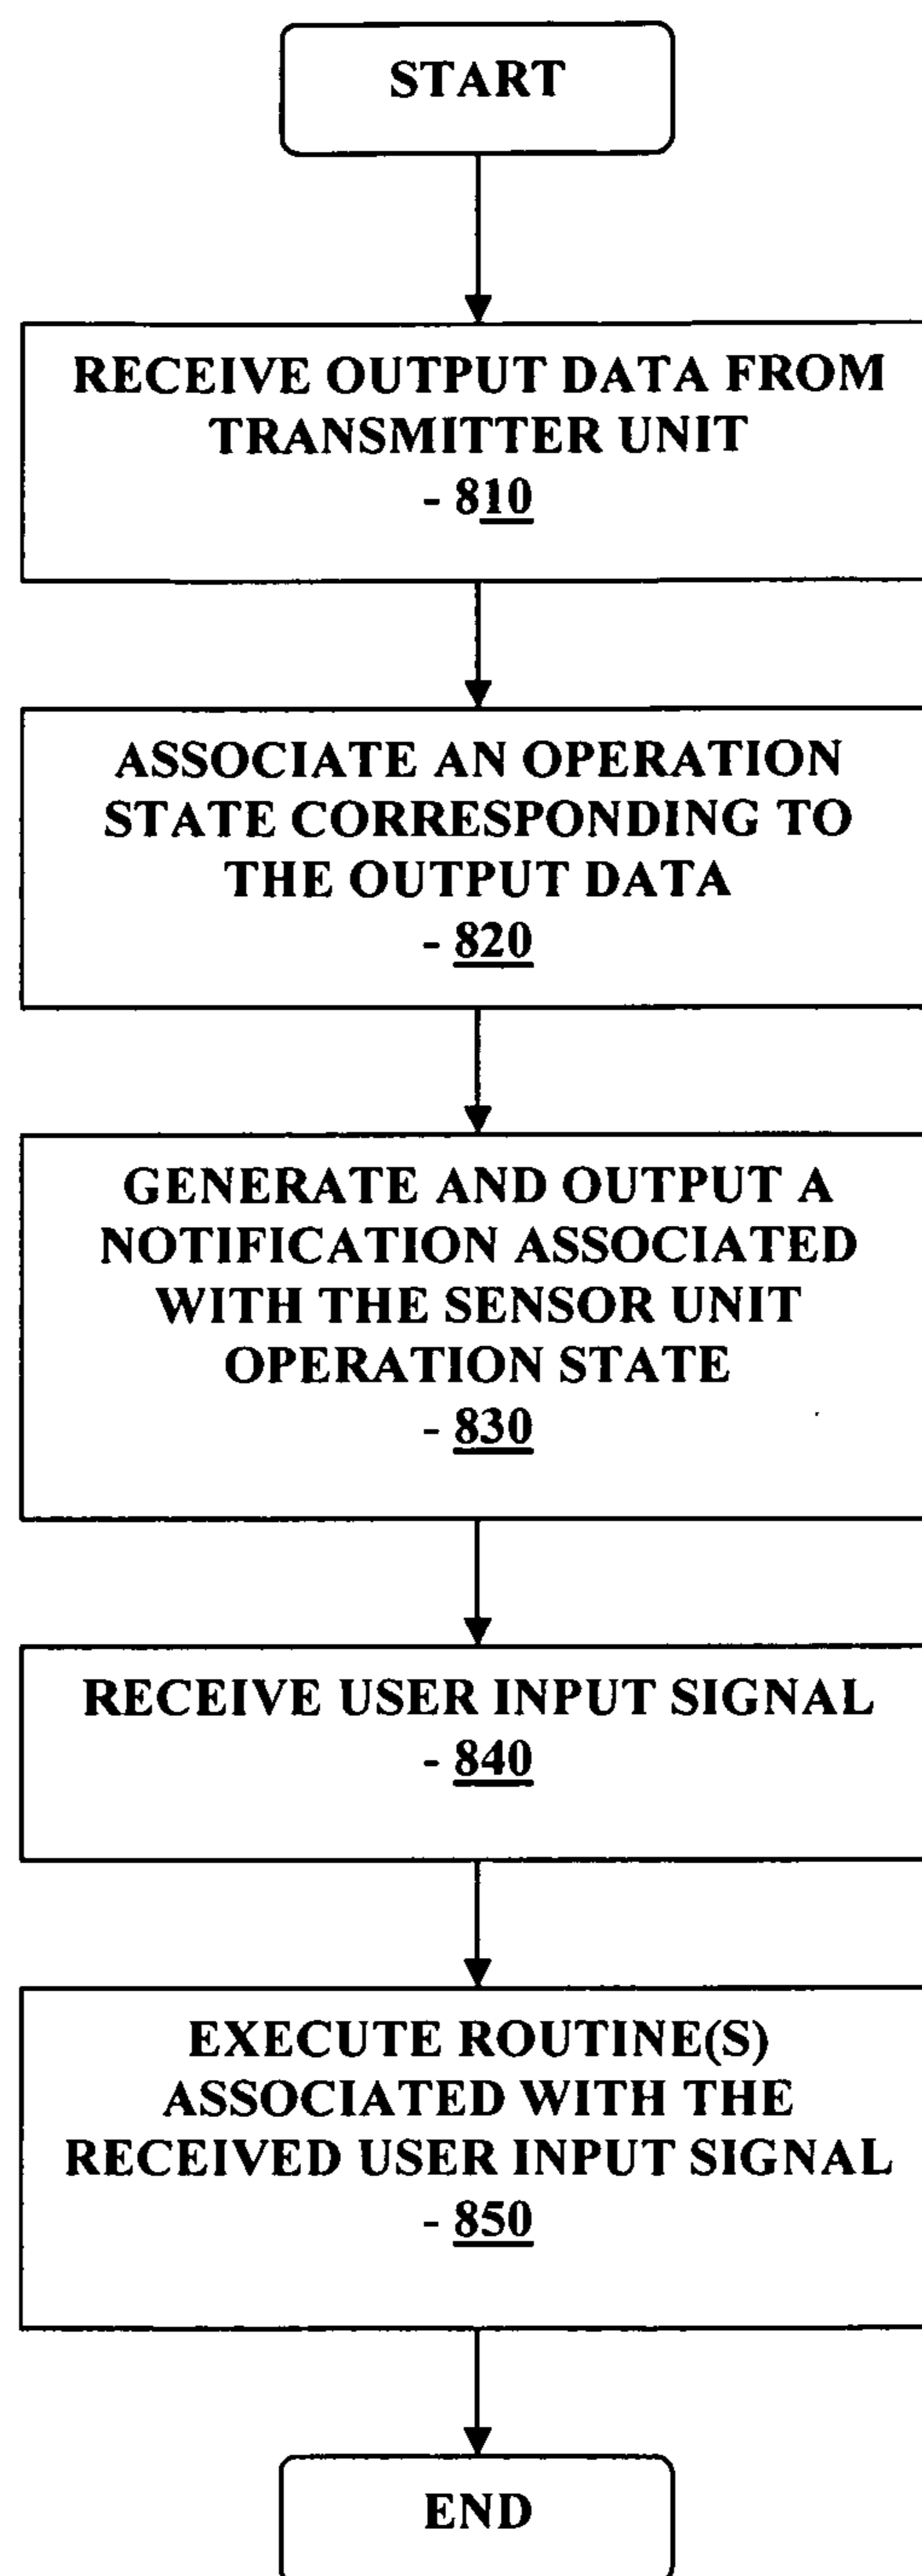 START
RECEIVE OUTPUT DATA FROM
TRANSMITTER UNIT
- 810
ASSOCIATE AN OPERATION
STATE CORRESPONDING TO
THE OUTPUT DATA
- 820
GENERATE AND OUTPUT A
NOTIFICATION ASSOCIATED
WITH THE SENSOR UNIT
OPERATION STATE
- 830
RECEIVE USER INPUT SIGNAL
- 840
EXECUTE ROUTINE(S)
ASSOCIATED WITH THE
RECEIVED USER INPUT SIGNAL
- 850
END